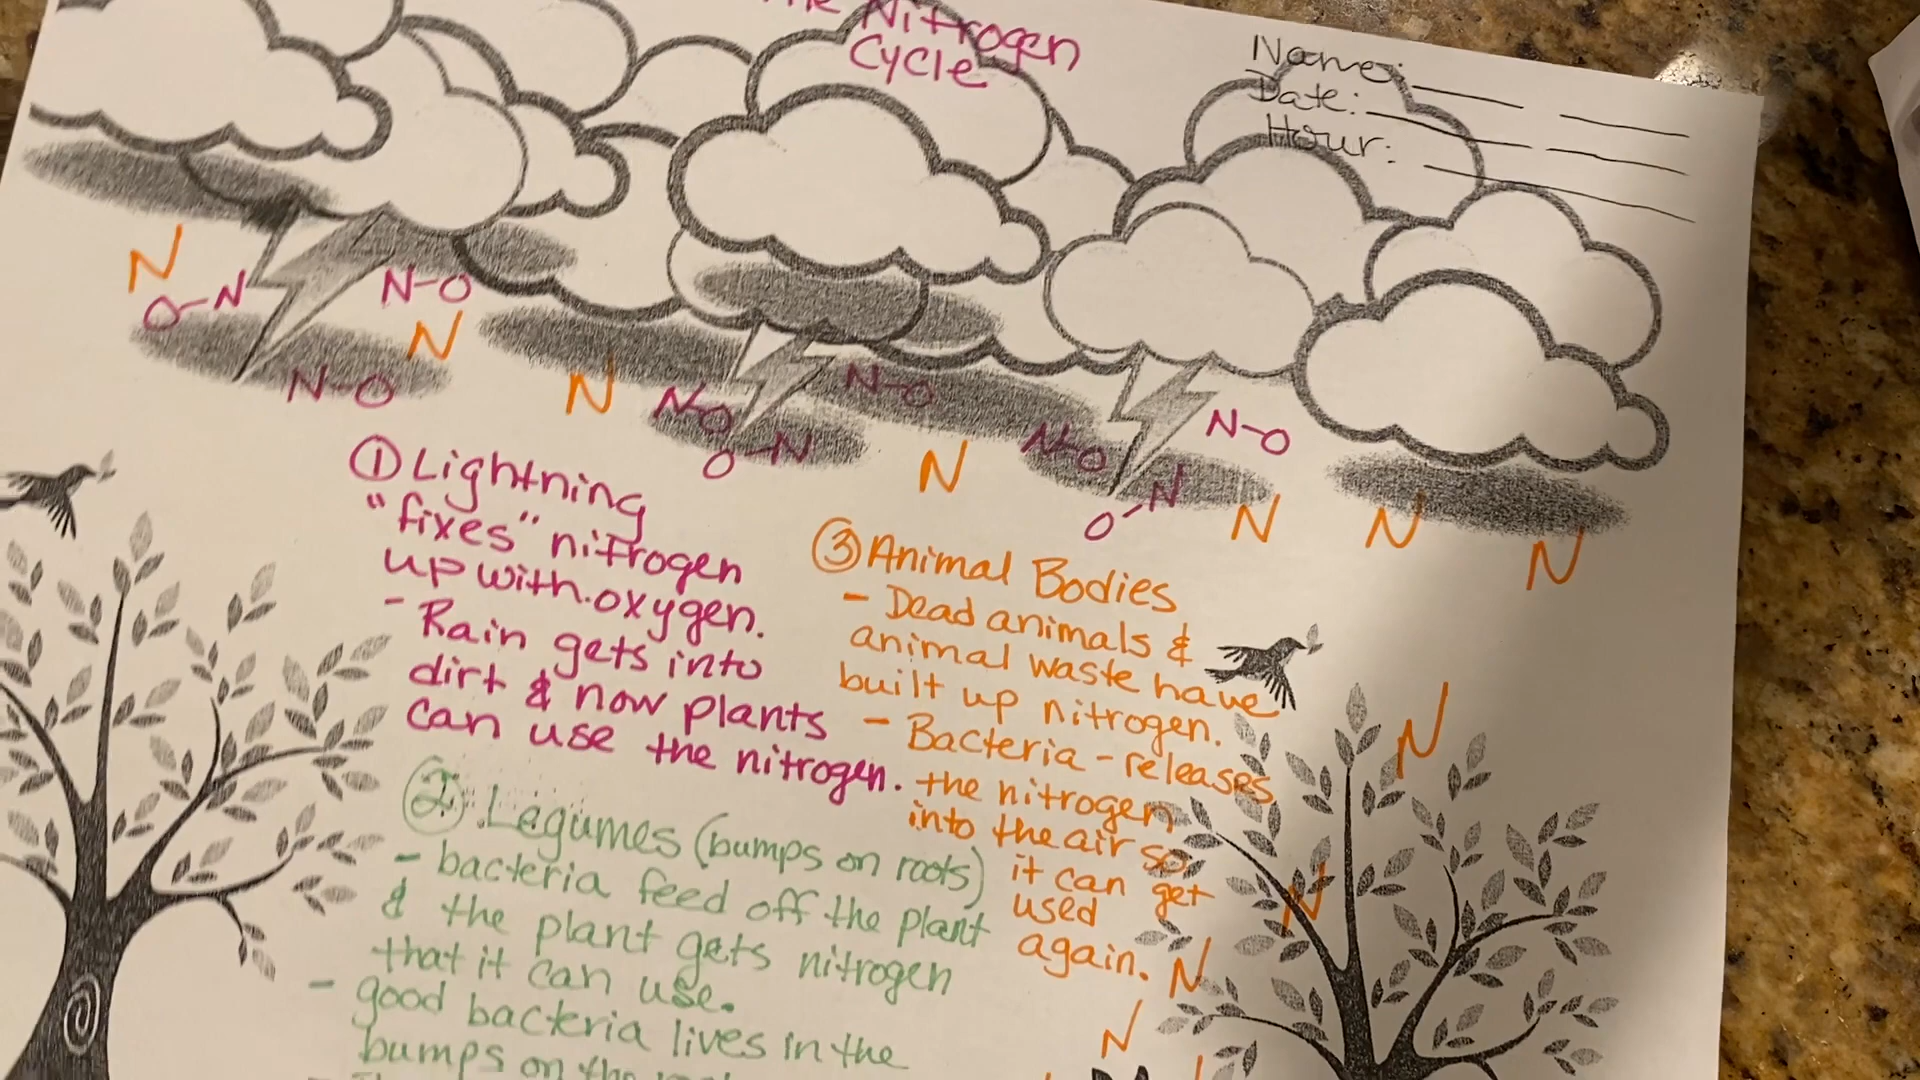 Nitrogen
Cycle
Name:
Date:
Hour:
N
O-N
N-O
N
N-O
N
N-O
N-O
O-N
N
N-O
N-O
O-N
N
N
N
① Lightning
"fixes" nitrogen
up with oxygen.
- Rain gets into
dirt & now plants
can use the nitrogen.
② Legumes (bumps on roots)
- bacteria feed off the plant
& the plant gets nitrogen
that it can use.
- good bacteria lives in the
bumps on the
③ Animal Bodies
- Dead animals &
animal waste have
built up nitrogen.
- Bacteria - releases
the nitrogen
into the air so
it can get
used
again.
N
N
N
N